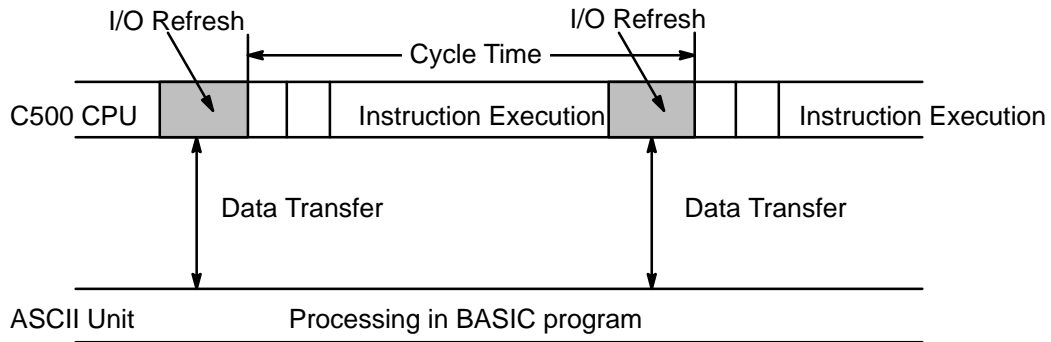 I/O Refresh
I/O Refresh
Cycle Time
C500 CPU
Instruction Execution
Instruction Execution
Data Transfer
Data Transfer
ASCII Unit
Processing in BASIC program